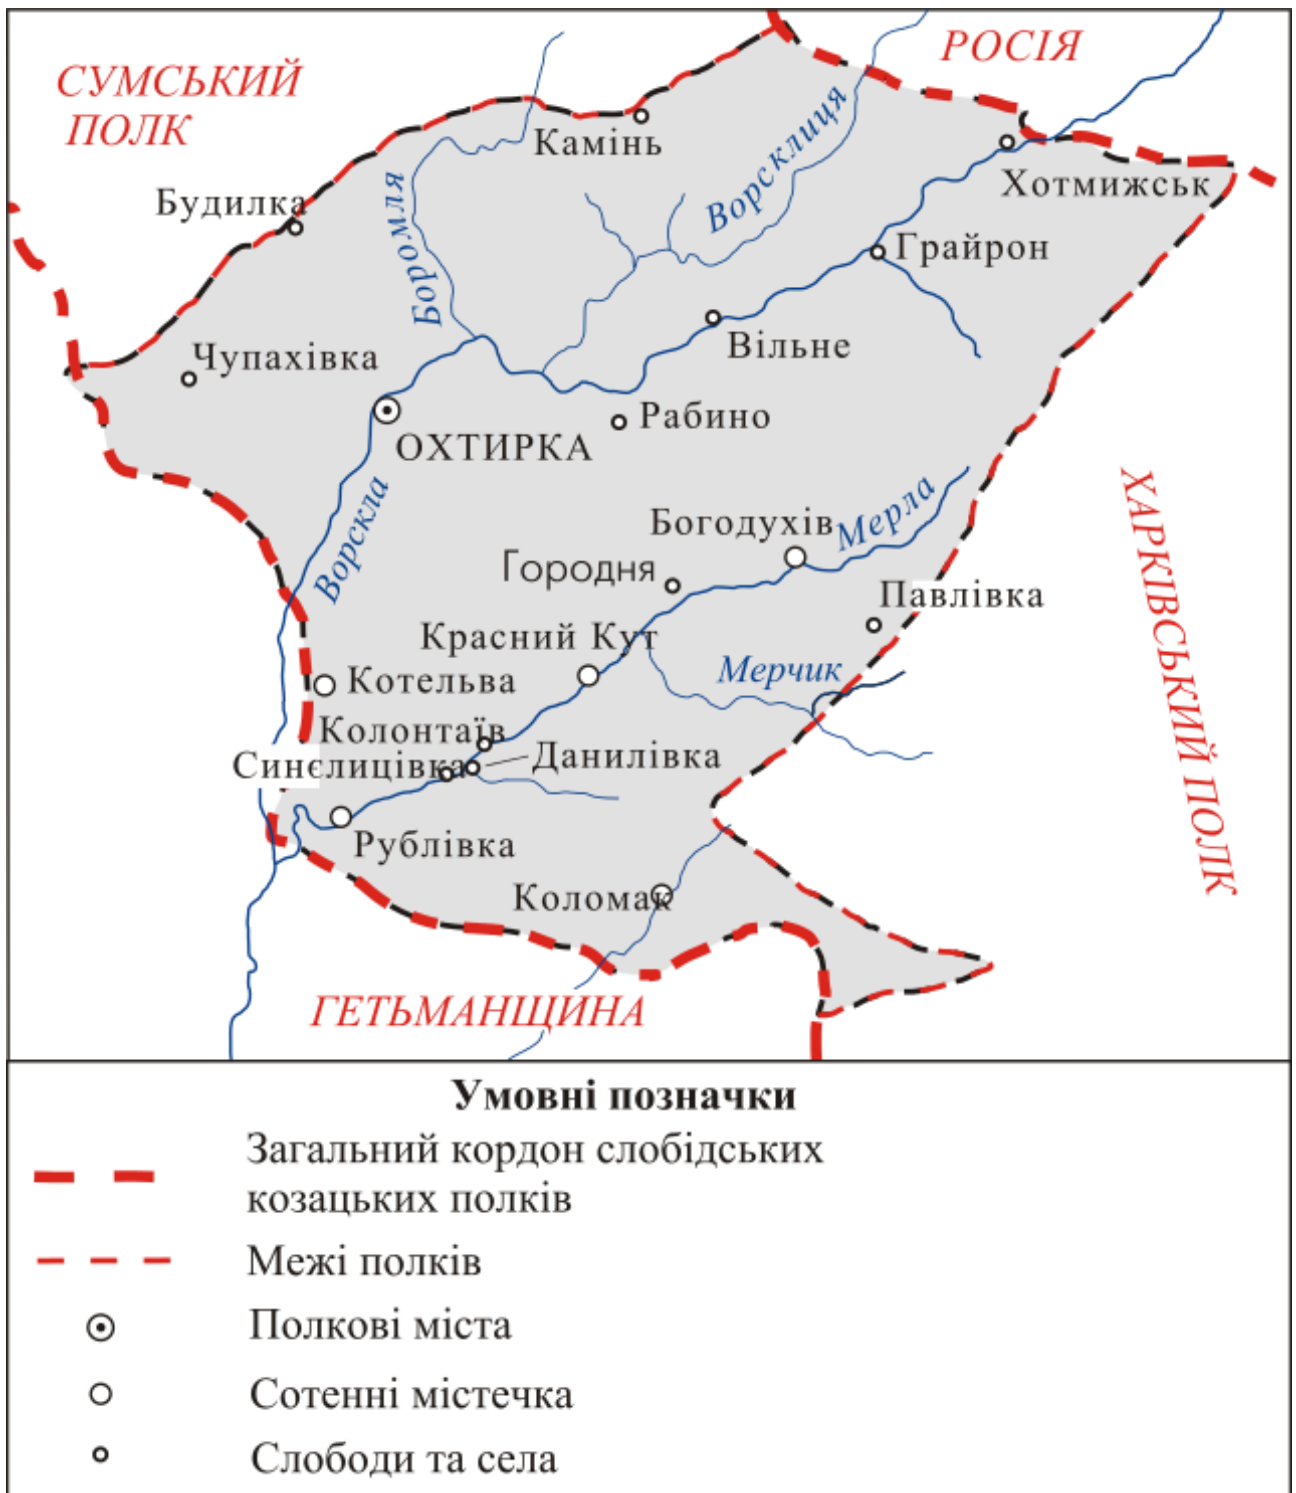 СУМСЬКИЙ
ПОЛК
РОСІЯ
Камінь
Ворсклиця
Хотмижськ
Будилка
Боромля
Грайрон
Чупахівка
Вільне
Рабино
ОХТИРКА
Ворскла
Богодухів
Мерла
Городня
Павлівка
ХАРКІВСЬКИЙ ПОЛК
Красний Кут
Мерчик
Котельва
Колонтаїв
Синєлицівка
Данилівка
Рублівка
Коломак
ГЕТЬМАНЩИНА
Умовні позначки
Загальний кордон слобідських
козацьких полків
Межі полків
Полкові міста
Сотенні містечка
Слободи та села